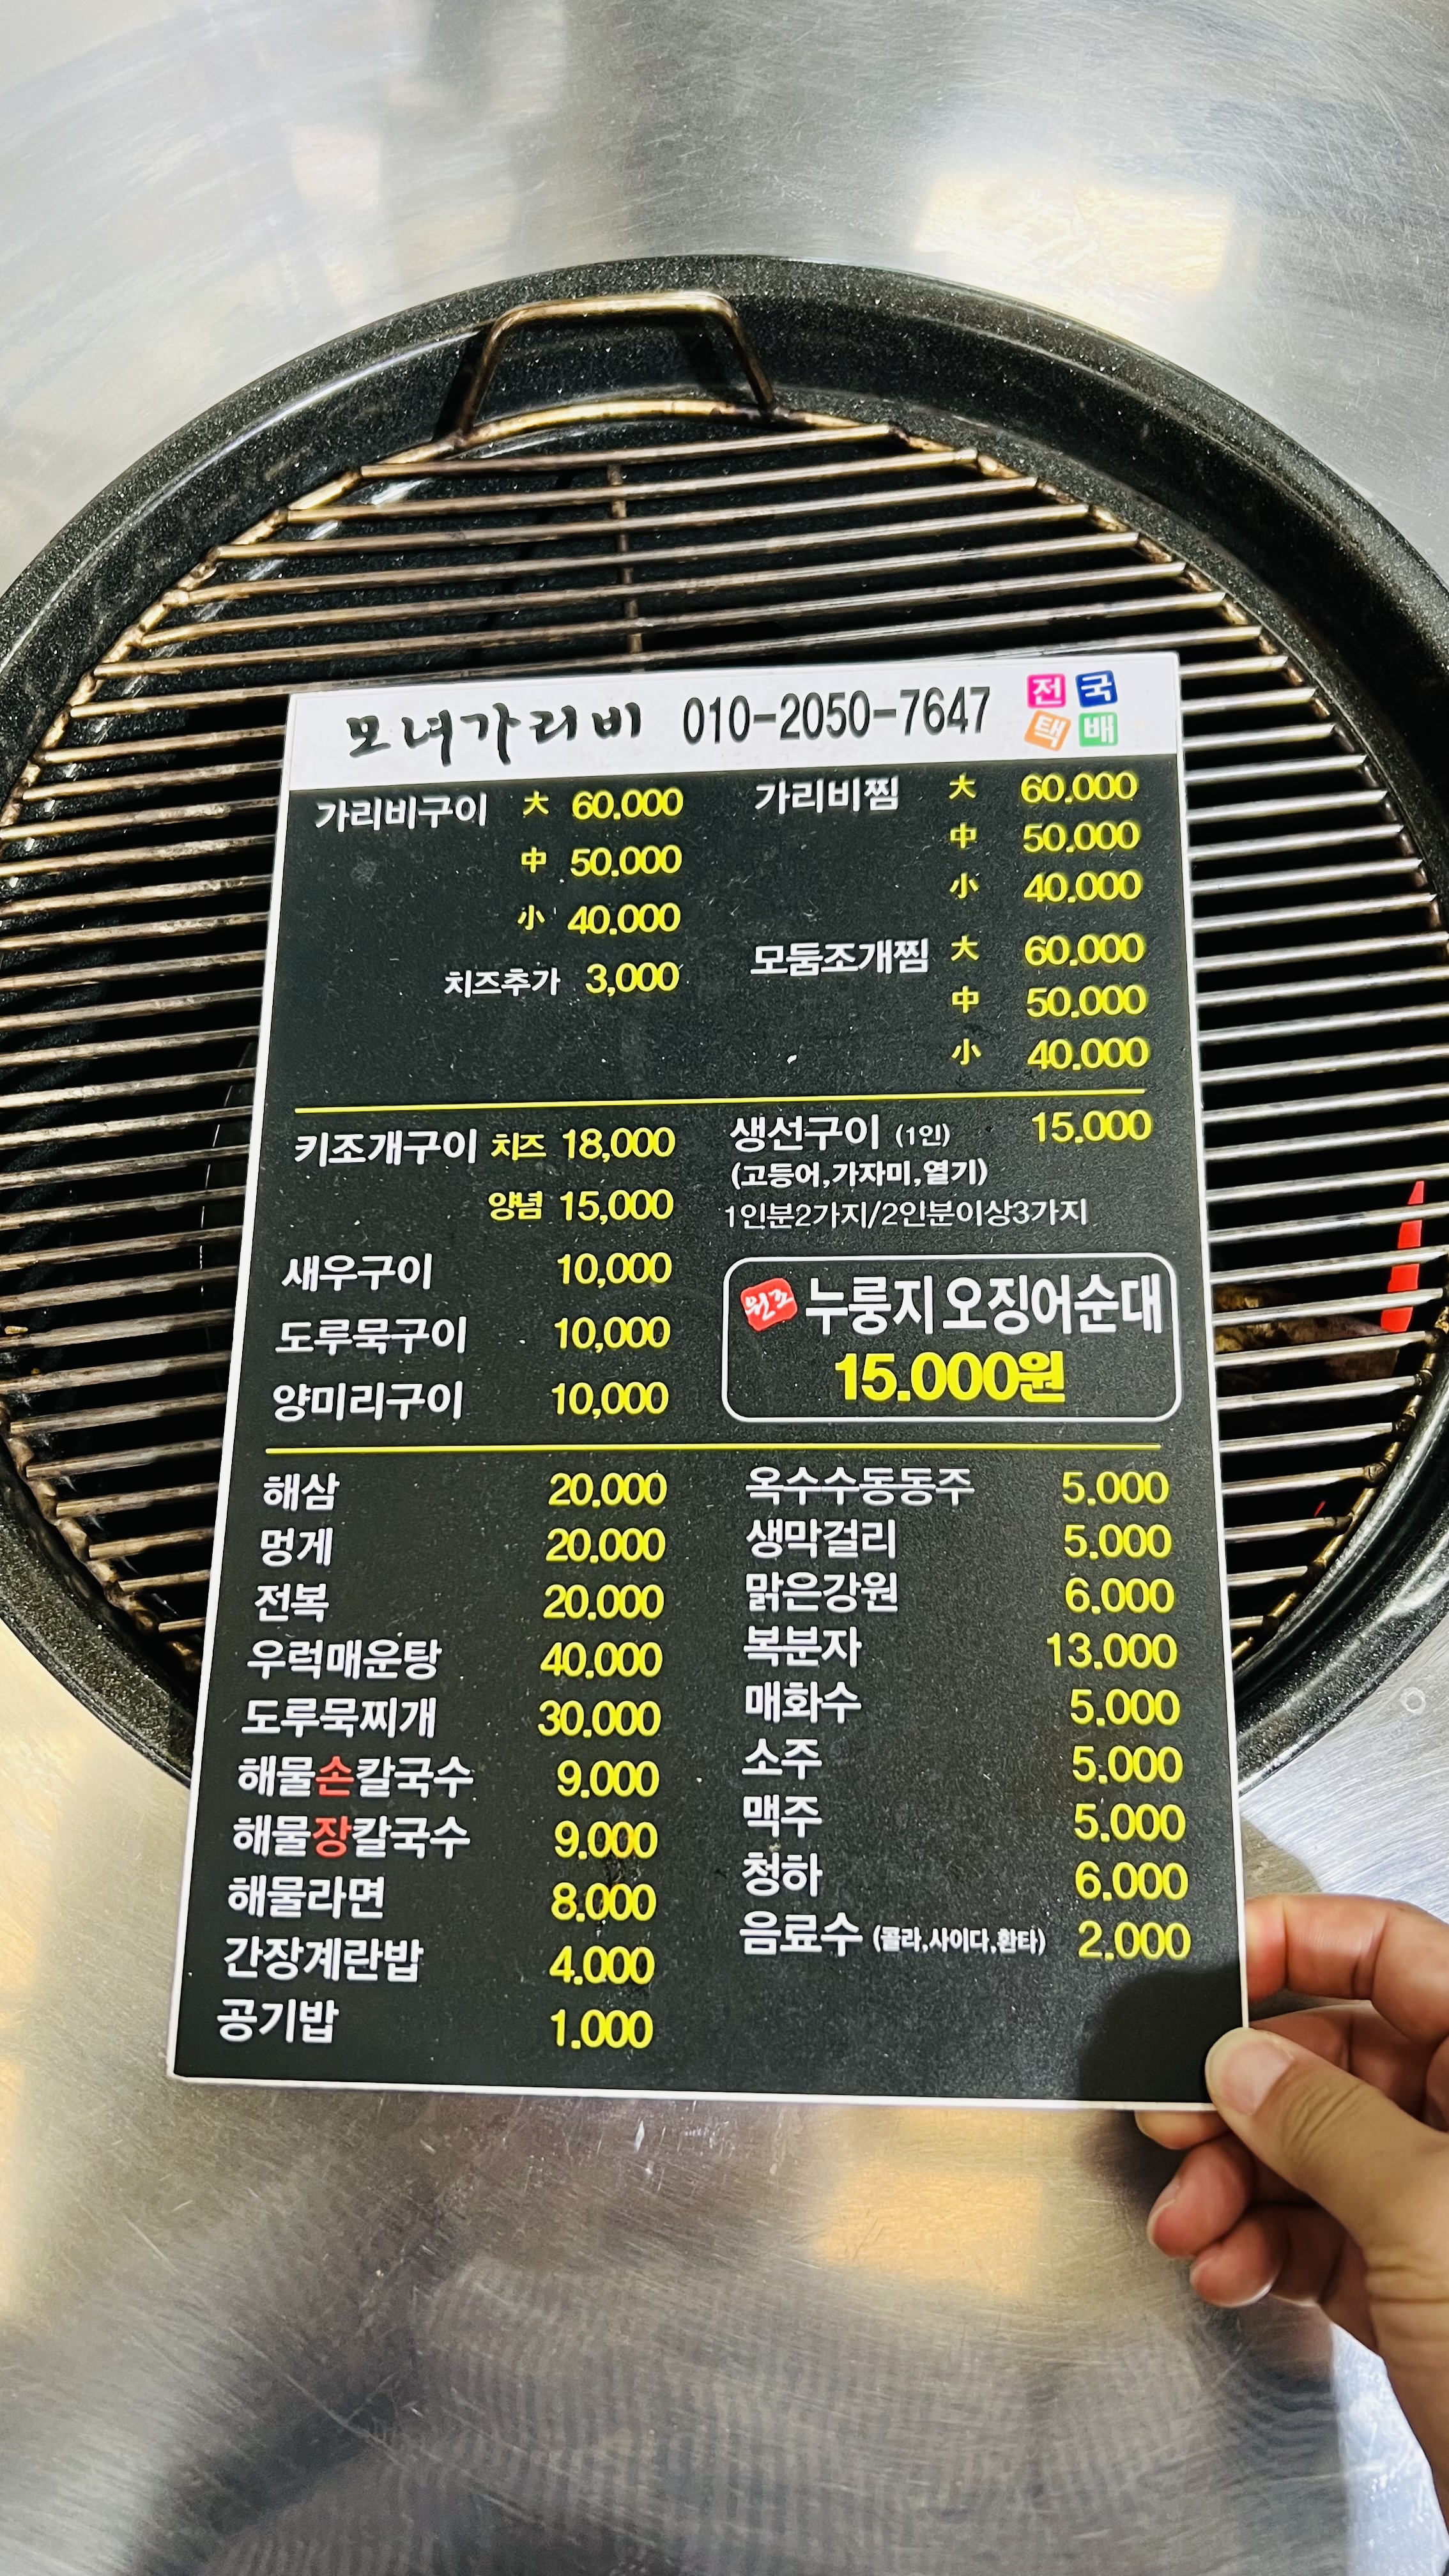 모녀가리비 010-2050-7647 전국
택배
가리비구이 大 60.000
中 50.000
小 40.000
치즈추가 3,000
가리비찜 大 60.000
中 50.000
小 40.000
모둠조개찜 大 60.000
中 50.000
小 40.000
키조개구이 치즈 18,000
양념 15,000
새우구이 10,000
도루묵구이 10,000
양미리구이 10,000
생선구이 (1인) 15.000
(고등어,가자미,열기)
1인분2가지/2인분이상3가지
원조 누룽지 오징어순대
15.000원
해삼 20.000
멍게 20.000
전복 20.000
우럭매운탕 40.000
도루묵찌개 30.000
해물손칼국수 9.000
해물장칼국수 9.000
해물라면 8.000
간장계란밥 4.000
공기밥 1.000
옥수수동동주 5.000
생막걸리 5.000
맑은강원 6.000
복분자 13.000
매화수 5.000
소주 5.000
맥주 5.000
청하 6.000
음료수 (콜라,사이다,환타) 2.000